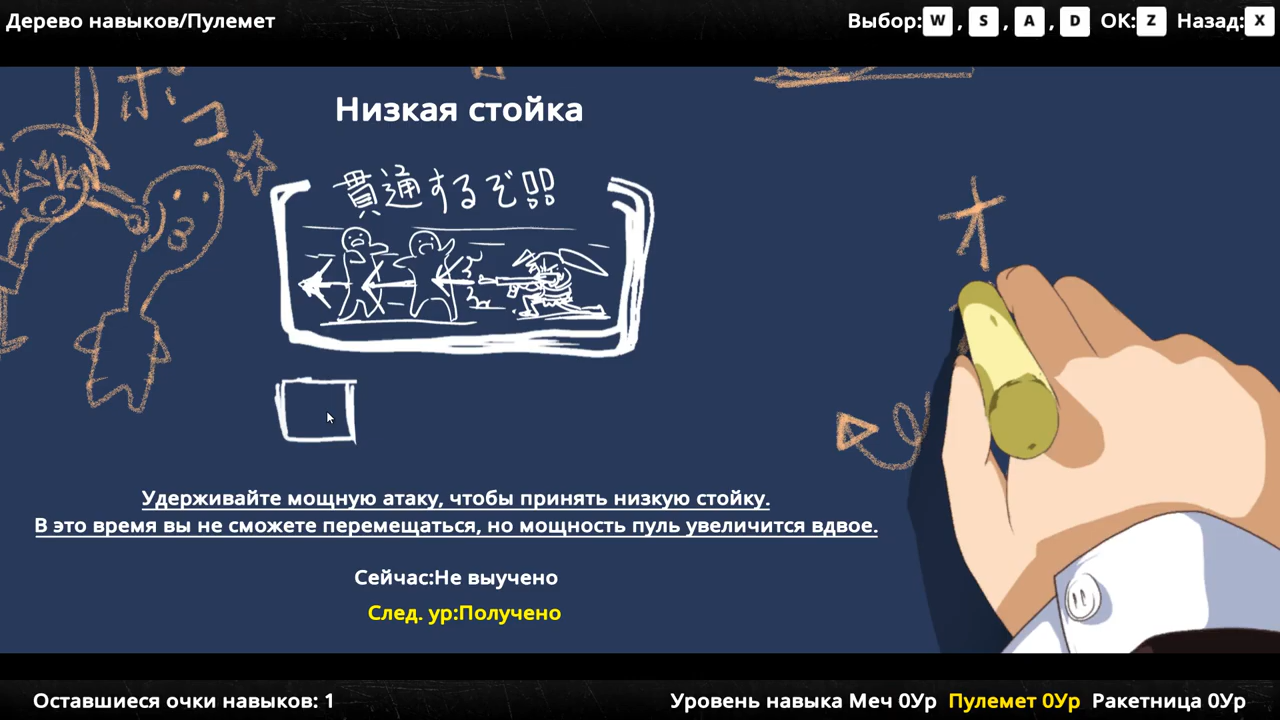 Дерево навыков/Пулемет
Выбор: W , S , A , D OK: Z Назад: X
Низкая стойка
貫通するぞ!!
Удерживайте мощную атаку, чтобы принять низкую стойку.
В это время вы не сможете перемещаться, но мощность пуль увеличится вдвое.
Сейчас:Не выучено
След. ур:Получено
Оставшиеся очки навыков: 1
Уровень навыка Меч 0Ур Пулемет 0Ур Ракетница 0Ур